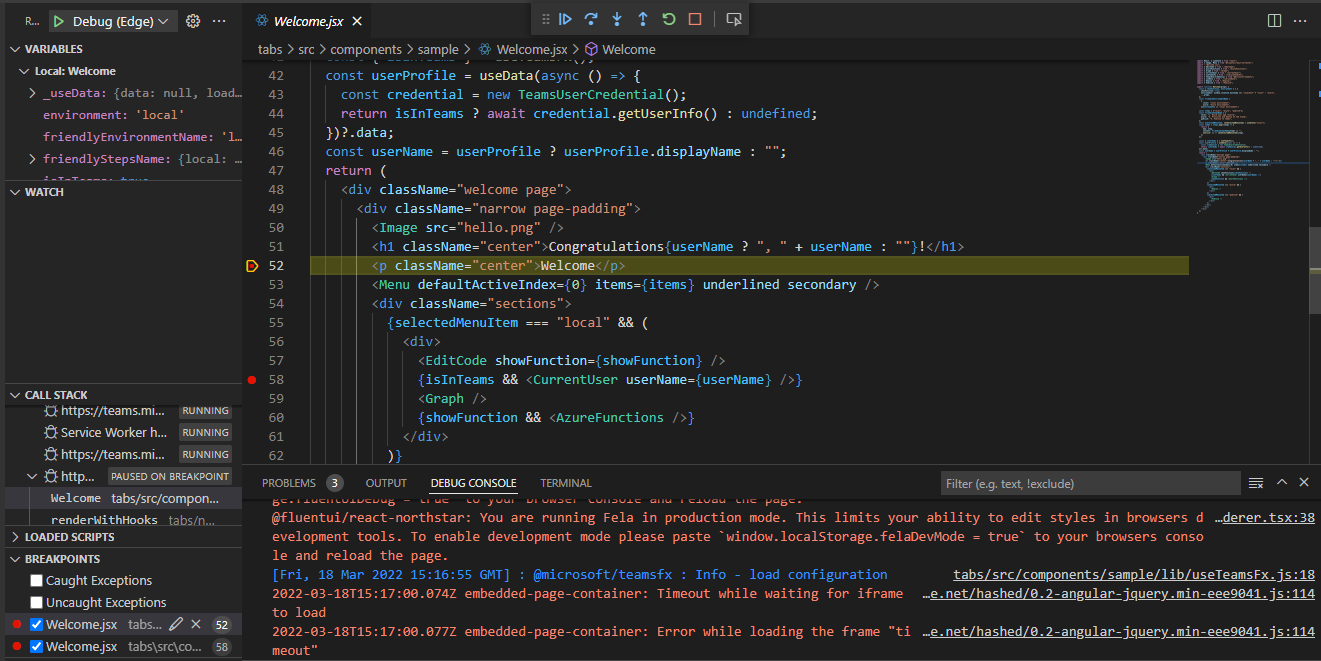 R... Debug (Edge) ...
VARIABLES
Local: Welcome
_useData: {data: null, load...
environment: 'local'
friendlyEnvironmentName: 'l...
friendlyStepsName: {local: ...
isInTeams: true
WATCH
CALL STACK
https://teams.mi... RUNNING
Service Worker h... RUNNING
https://teams.mi... RUNNING
http... PAUSED ON BREAKPOINT
Welcome tabs/src/compon...
renderWithHooks tabs/n...
LOADED SCRIPTS
BREAKPOINTS
Caught Exceptions
Uncaught Exceptions
Welcome.jsx tabs... 52
Welcome.jsx tabs\src\co... 58
Welcome.jsx
tabs > src > components > sample > Welcome.jsx > Welcome
42 const userProfile = useData(async () => {
43 const credential = new TeamsUserCredential();
44 return isInTeams ? await credential.getUserInfo() : undefined;
45 })?.data;
46 const userName = userProfile ? userProfile.displayName : "";
47 return (
48 <div className="welcome page">
49 <div className="narrow page-padding">
50 <Image src="hello.png" />
51 <h1 className="center">Congratulations{userName ? ", " + userName : ""}!</h1>
52 <p className="center">Welcome</p>
53 <Menu defaultActiveIndex={0} items={items} underlined secondary />
54 <div className="sections">
55 {selectedMenuItem === "local" && (
56 <div>
57 <EditCode showFunction={showFunction} />
58 {isInTeams && <CurrentUser userName={userName} />}
59 <Graph />
60 {showFunction && <AzureFunctions />}
61 </div>
62 )}
PROBLEMS 3 OUTPUT DEBUG CONSOLE TERMINAL Filter (e.g. text, !exclude)
ge.fluentUIDebug = true` to your browser console and reload the page.
@fluentui/react-northstar: You are running Fela in production mode. This limits your ability to edit styles in browsers d …derer.tsx:38
evelopment tools. To enable development mode please paste `window.localStorage.felaDevMode = true` to your browsers conso
le and reload the page.
[Fri, 18 Mar 2022 15:16:55 GMT] : @microsoft/teamsfx : Info - load configuration tabs/src/components/sample/lib/useTeamsFx.js:18
2022-03-18T15:17:00.074Z embedded-page-container: Timeout while waiting for iframe …e.net/hashed/0.2-angular-jquery.min-eee9041.js:114
to load
2022-03-18T15:17:00.077Z embedded-page-container: Error while loading the frame "ti …e.net/hashed/0.2-angular-jquery.min-eee9041.js:114
meout"